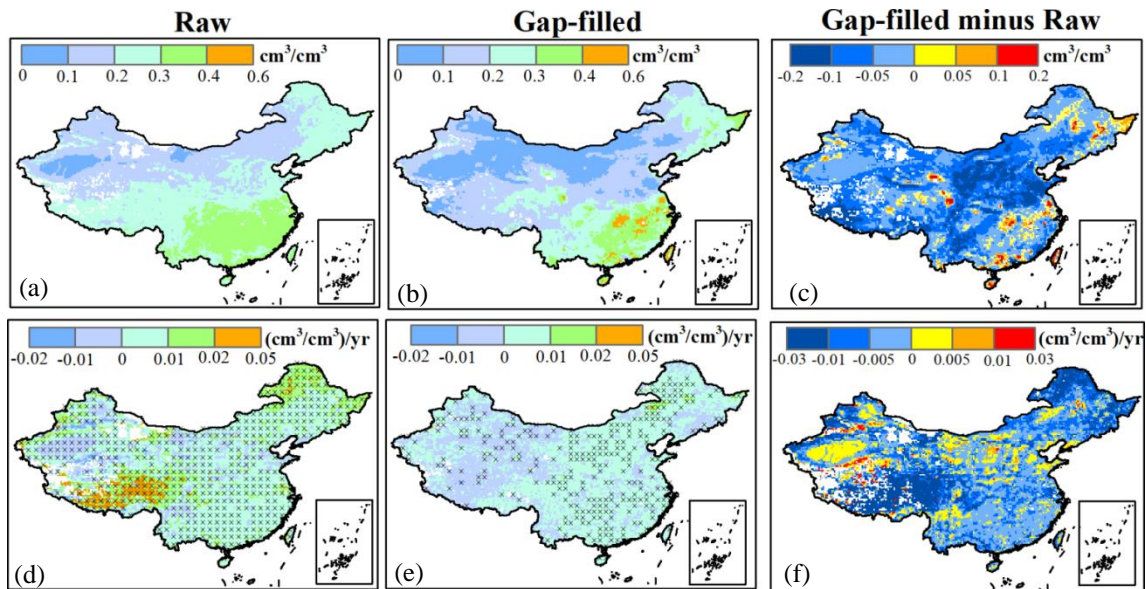 Raw
Gap-filled
Gap-filled minus Raw
cm³/cm³
0 0.1 0.2 0.3 0.4 0.6
(a)
cm³/cm³
0 0.1 0.2 0.3 0.4 0.6
(b)
cm³/cm³
-0.2 -0.1 -0.05 0 0.05 0.1 0.2
(c)
(cm³/cm³)/yr
-0.02 -0.01 0 0.01 0.02 0.05
(d)
(cm³/cm³)/yr
-0.02 -0.01 0 0.01 0.02 0.05
(e)
(cm³/cm³)/yr
-0.03 -0.01 -0.005 0 0.005 0.01 0.03
(f)